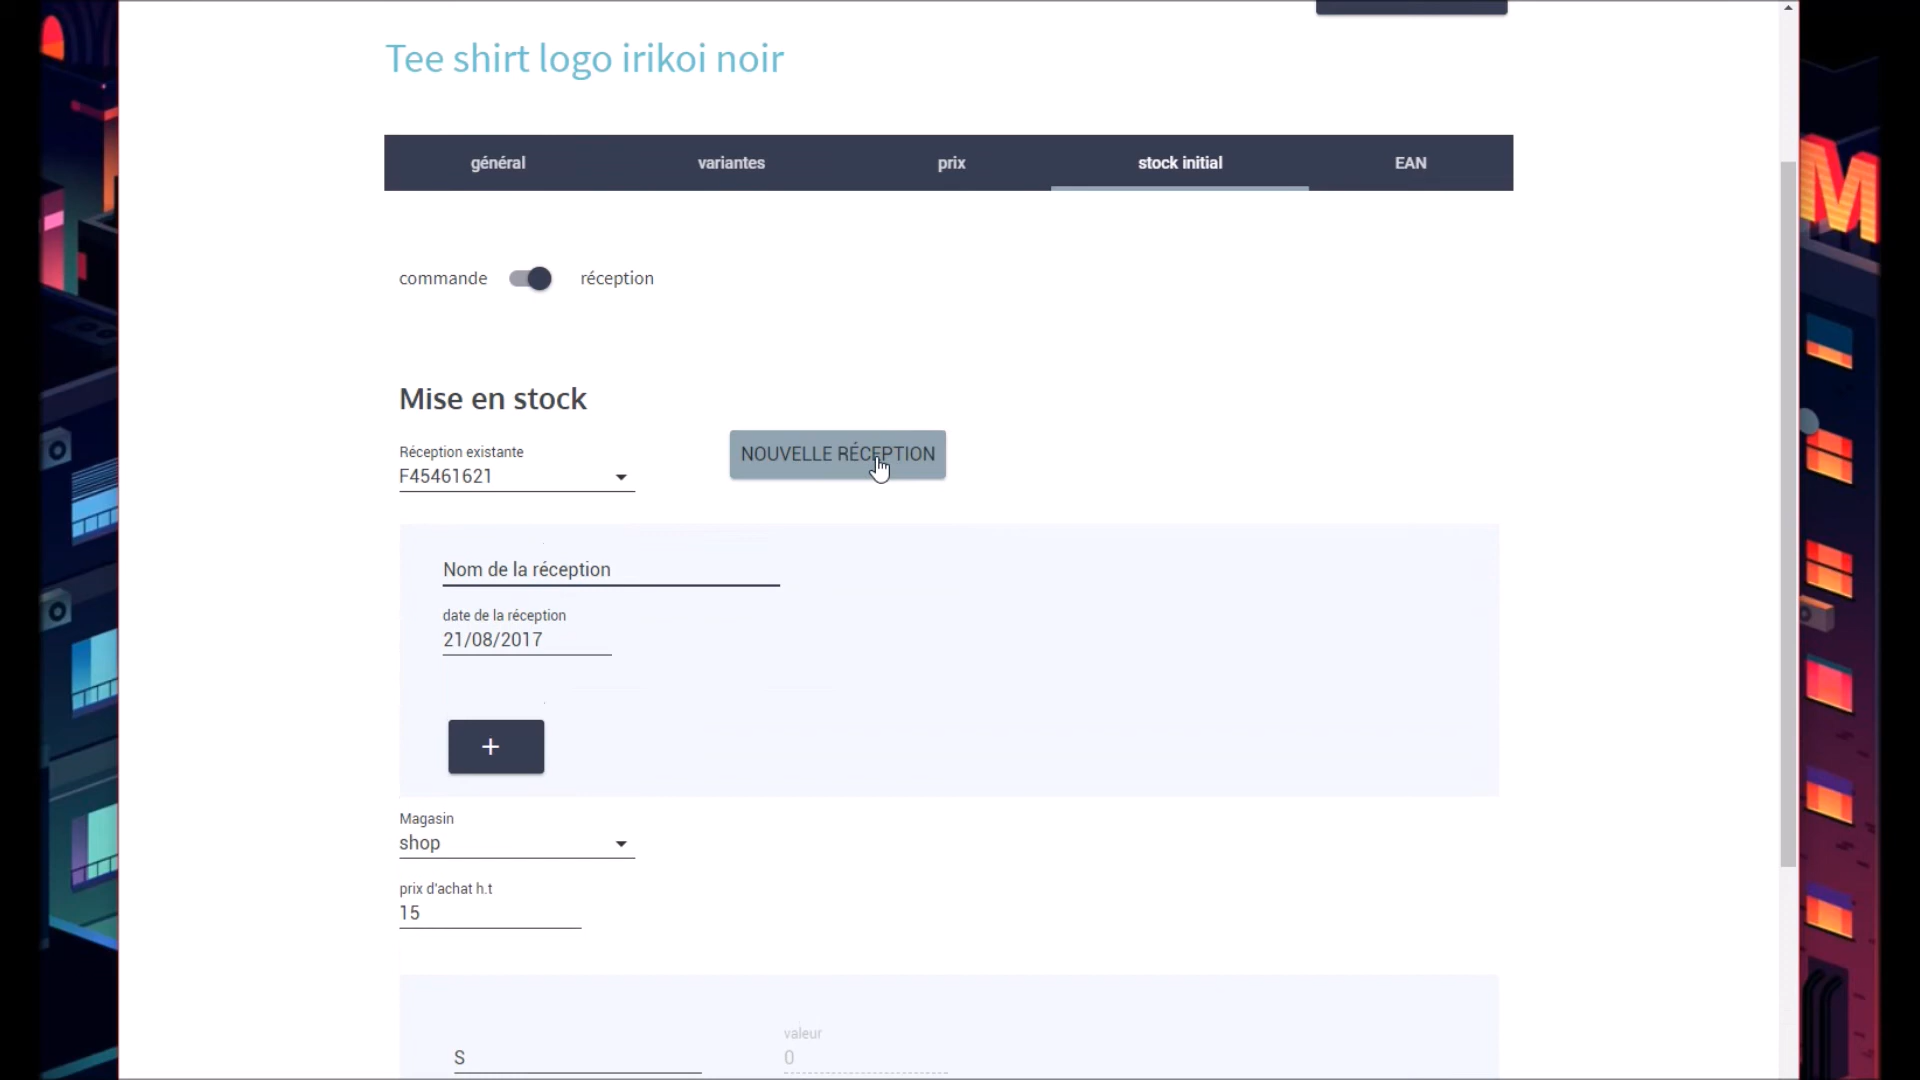 Tee shirt logo irikoi noir
général variantes prix stock initial EAN
commande réception
Mise en stock
Réception existante
F45461621
NOUVELLE RÉCEPTION
Nom de la réception
date de la réception
21/08/2017
+
Magasin
shop
prix d'achat h.t
15
valeur
S 0
M